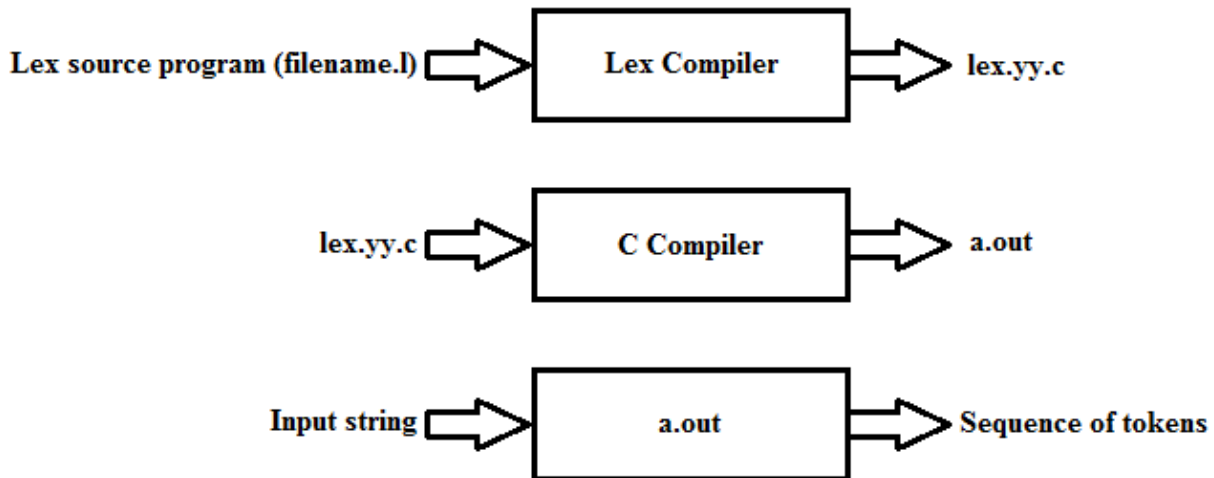 Lex source program (filename.l) Lex Compiler lex.yy.c
lex.yy.c C Compiler a.out
Input string a.out Sequence of tokens